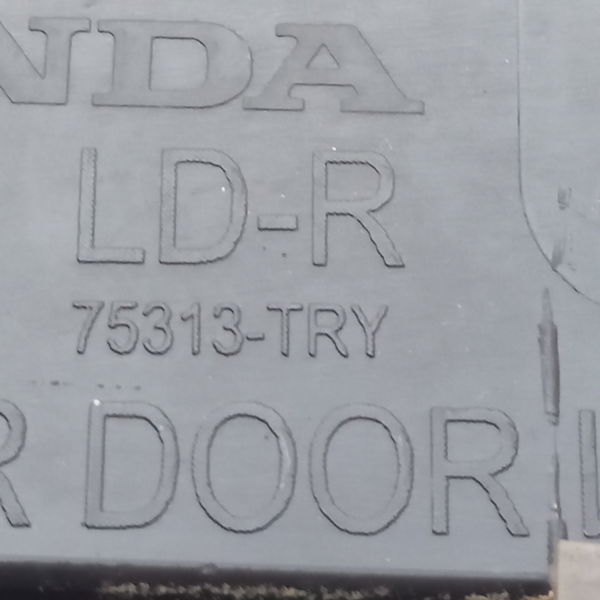 NDA
LD-R
75313-TRY
R DOOR L